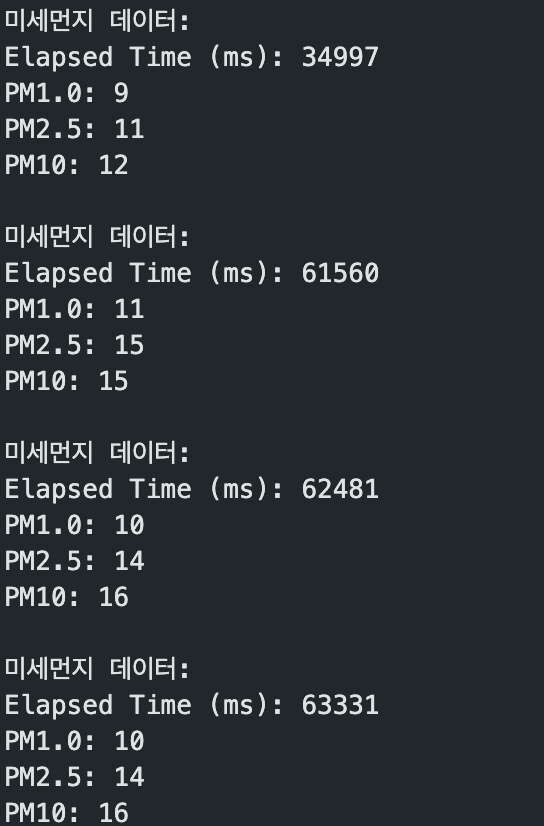 미세먼지 데이터:
Elapsed Time (ms): 34997
PM1.0: 9
PM2.5: 11
PM10: 12

미세먼지 데이터:
Elapsed Time (ms): 61560
PM1.0: 11
PM2.5: 15
PM10: 15

미세먼지 데이터:
Elapsed Time (ms): 62481
PM1.0: 10
PM2.5: 14
PM10: 16

미세먼지 데이터:
Elapsed Time (ms): 63331
PM1.0: 10
PM2.5: 14
PM10: 16